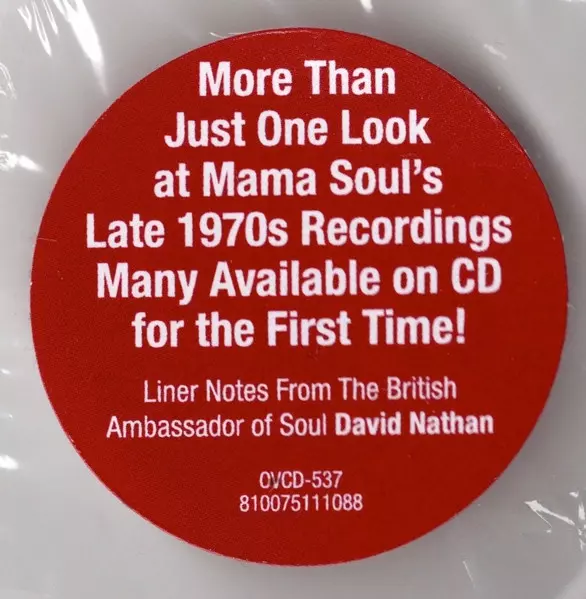 More Than
Just One Look
at Mama Soul's
Late 1970s Recordings
Many Available on CD
for the First Time!
Liner Notes From The British
Ambassador of Soul David Nathan
OVCD-537
810075111088